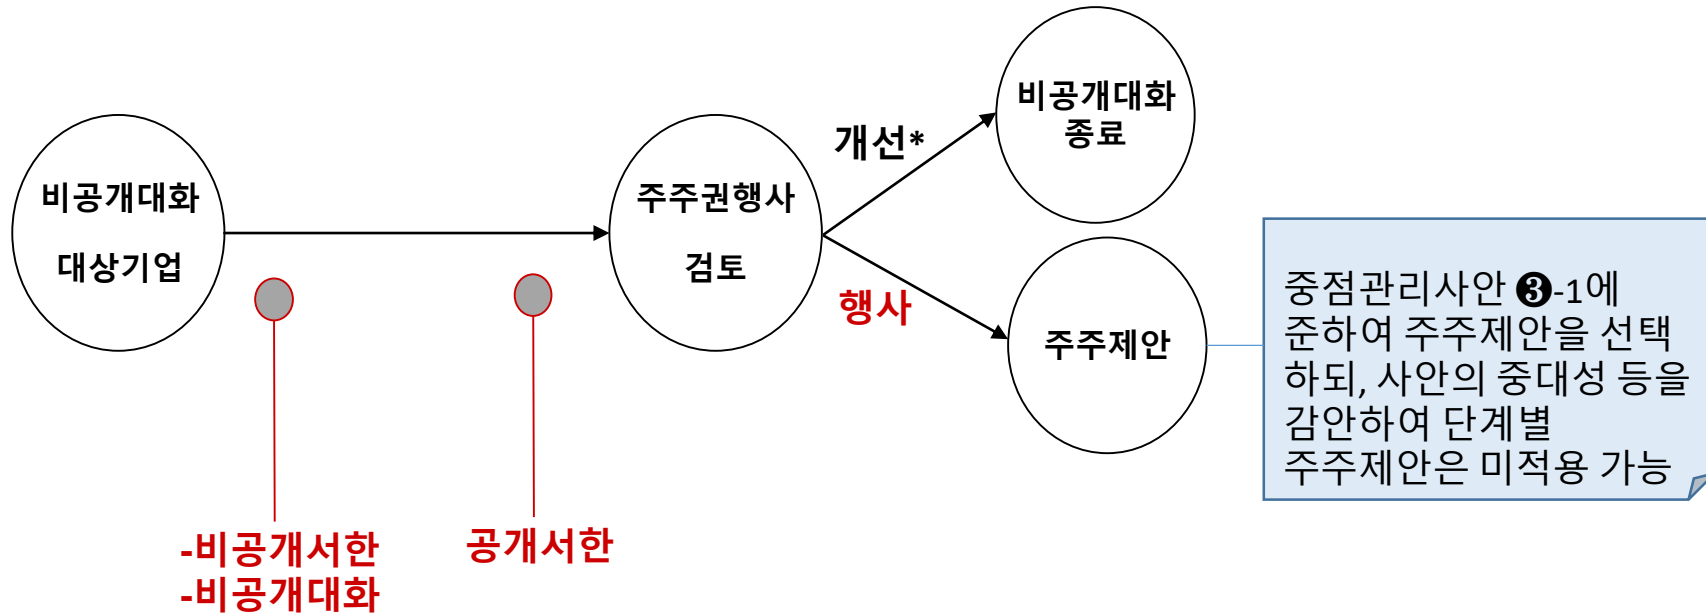 비공개대화
대상기업
-비공개서한
-비공개대화
공개서한
주주권행사
검토
개선*
행사
비공개대화
종료
주주제안
중점관리사안 ❸-1에
준하여 주주제안을 선택
하되, 사안의 중대성 등을
감안하여 단계별
주주제안은 미적용 가능